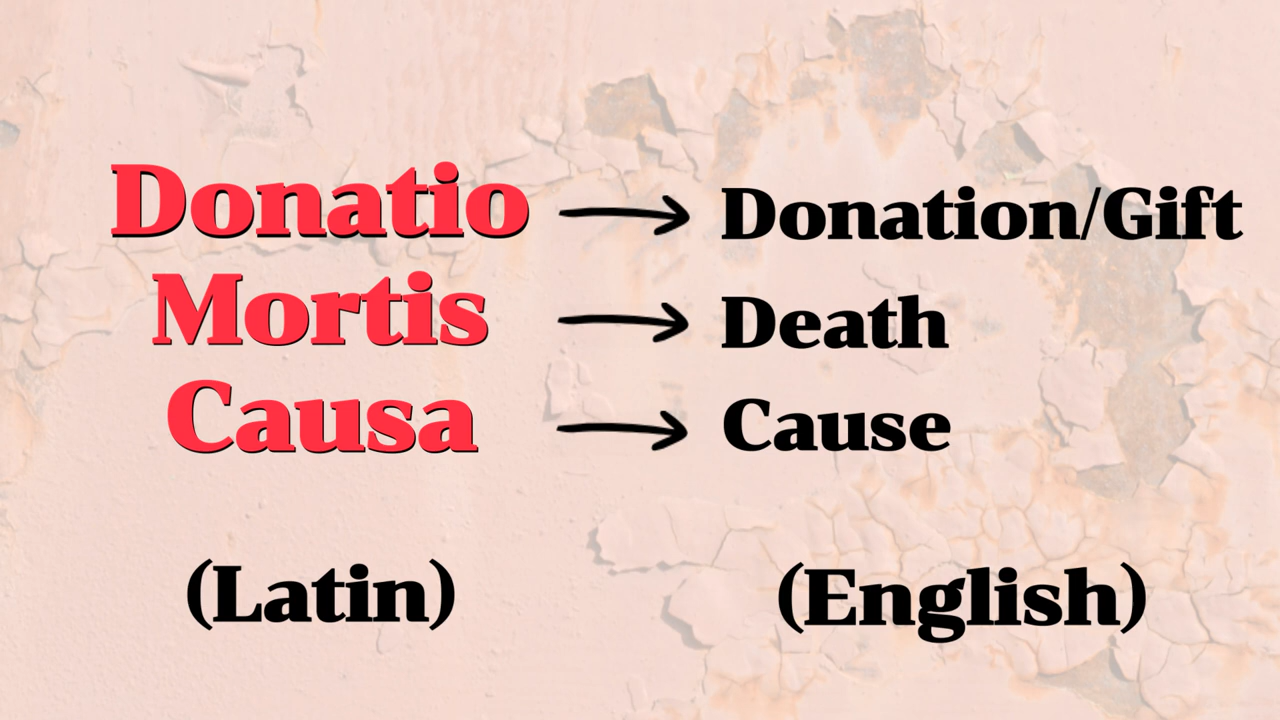 Donatio → Donation/Gift
Mortis → Death
Causa → Cause
(Latin) (English)